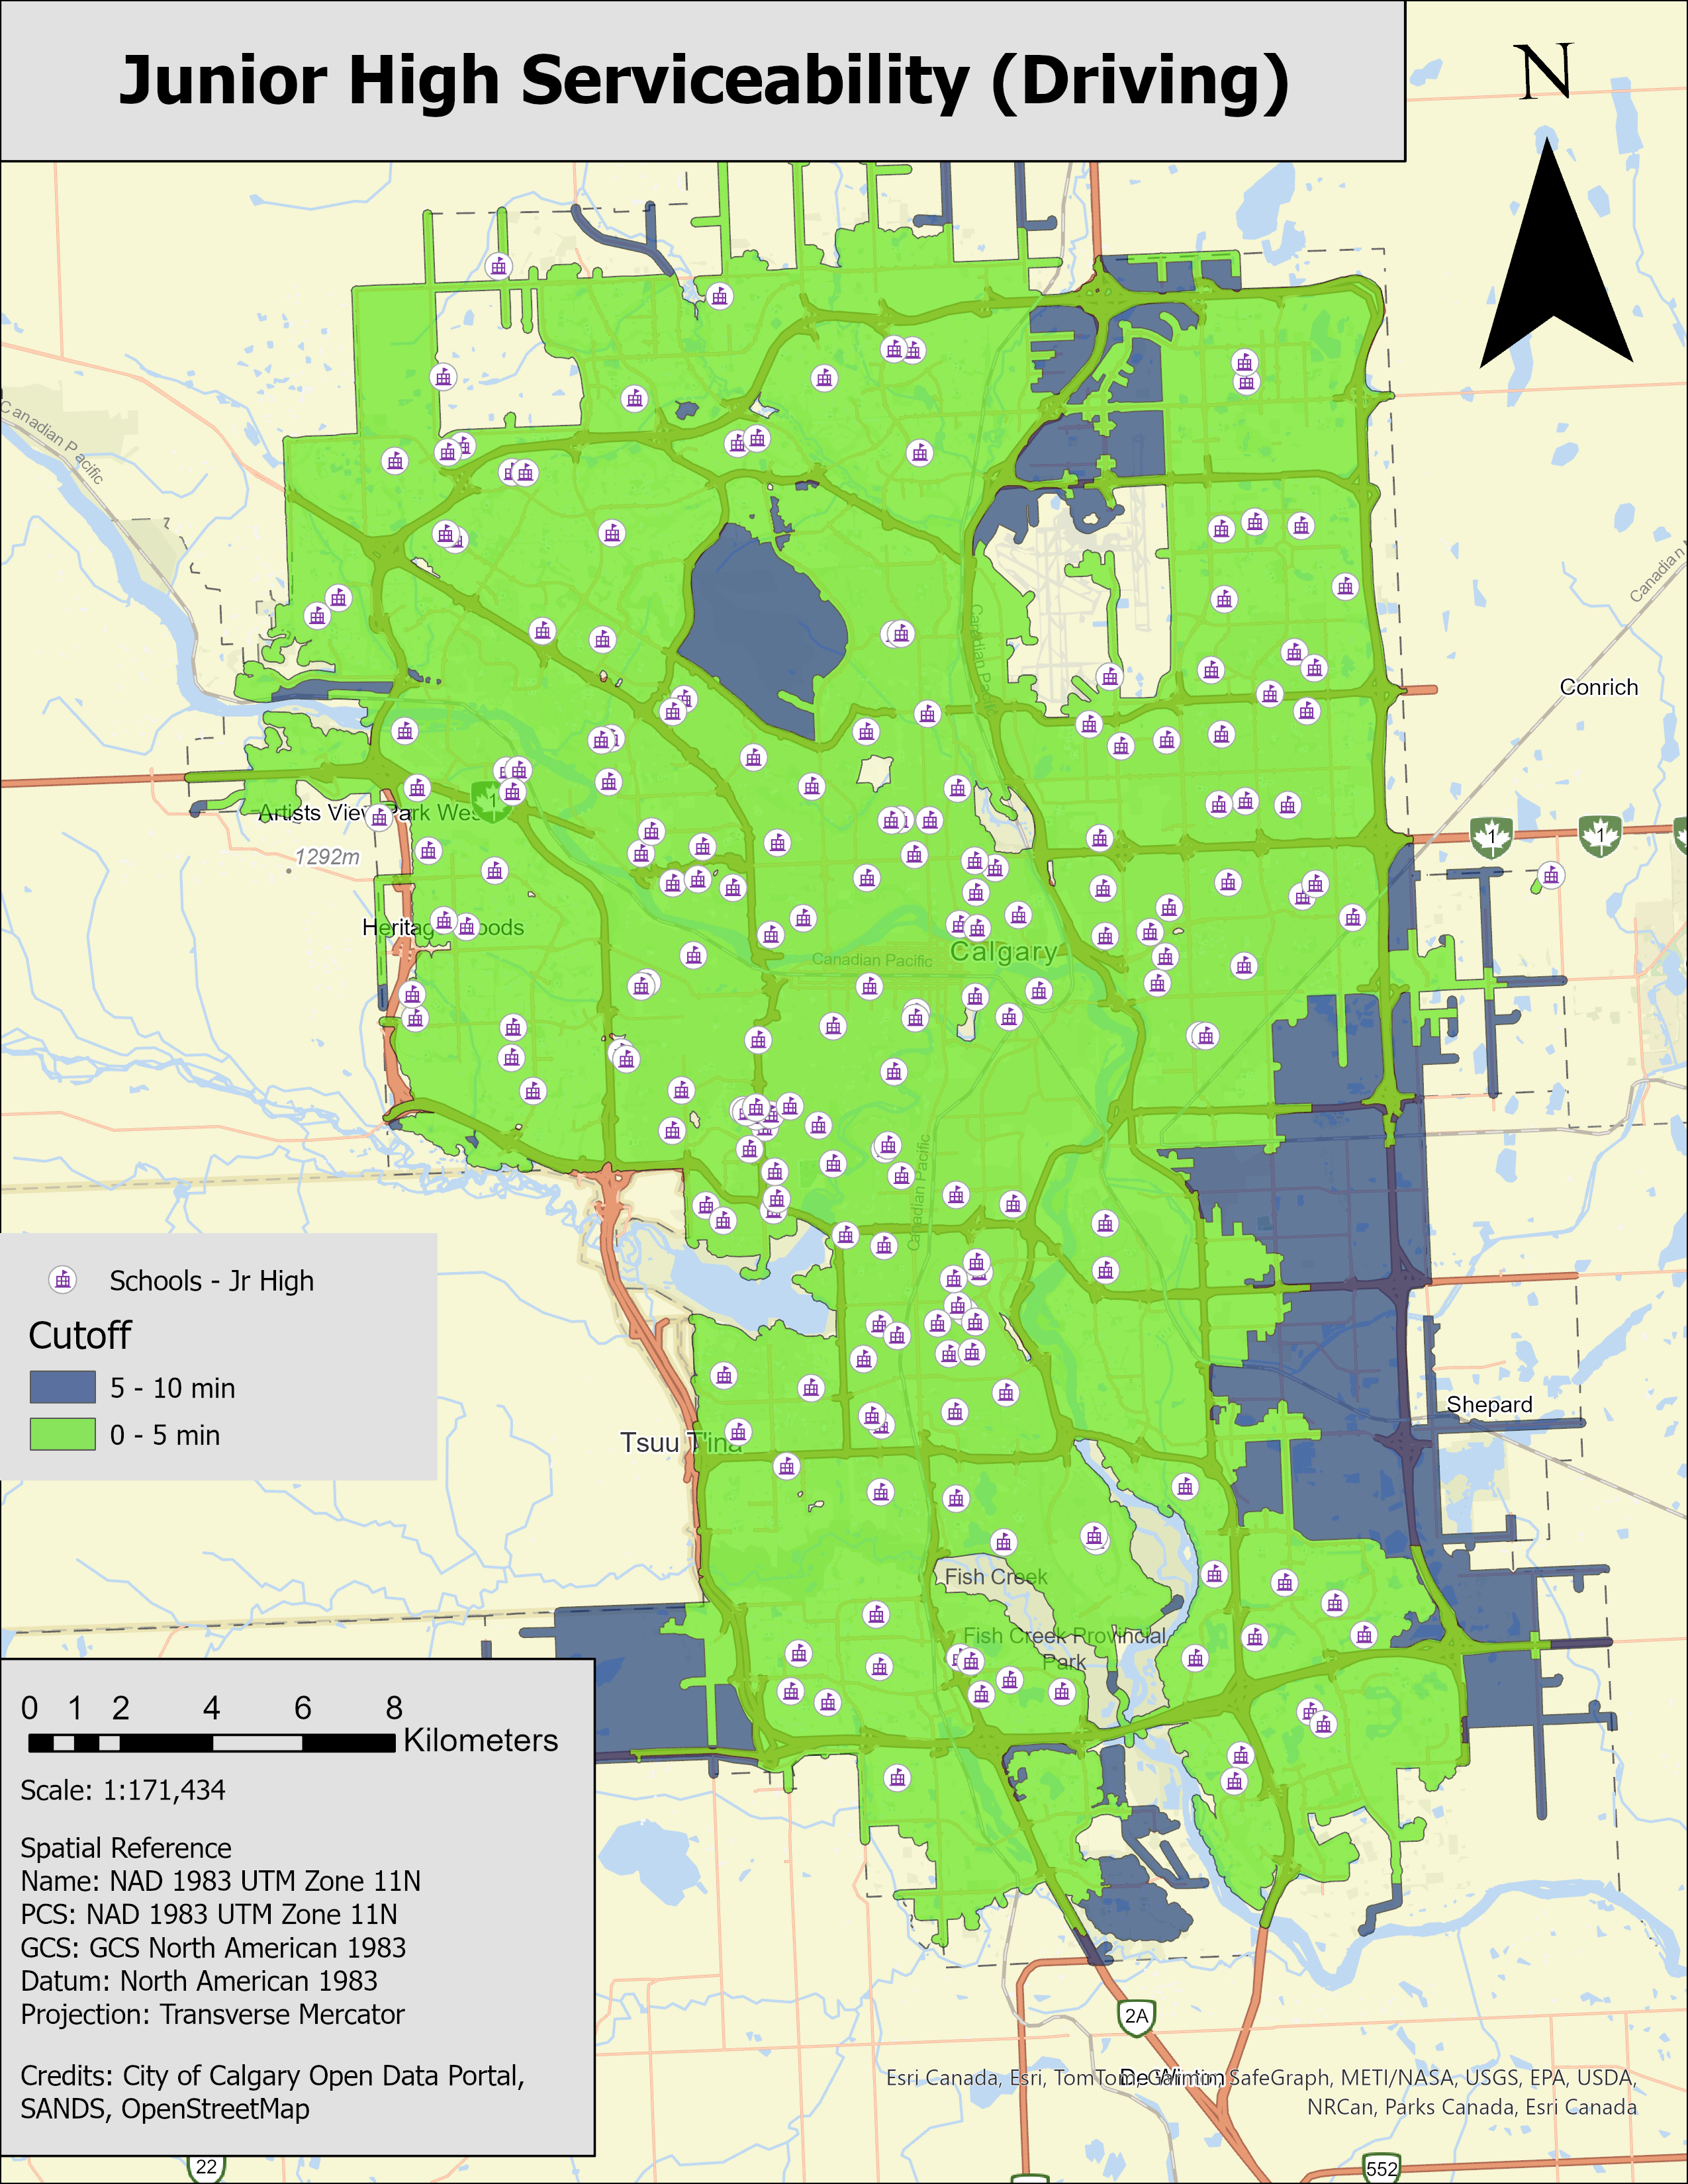 Junior High Serviceability (Driving)
N
Canadian Pacific
Canadian
Canadian Pacific
Conrich
1
Artists View Park West
1
1
1292m
Heritage Woods
Calgary
Canadian Pacific
Canadian Pacific
Schools - Jr High
Cutoff
5 - 10 min
0 - 5 min
Shepard
Tsuu T'ina
Fish Creek
Fish Creek Provincial
Park
0 1 2 4 6 8
Kilometers
Scale: 1:171,434
Spatial Reference
Name: NAD 1983 UTM Zone 11N
PCS: NAD 1983 UTM Zone 11N
GCS: GCS North American 1983
Datum: North American 1983
Projection: Transverse Mercator
Credits: City of Calgary Open Data Portal,
SANDS, OpenStreetMap
2A
De Winton
Esri Canada, Esri, TomTom, Garmin, SafeGraph, METI/NASA, USGS, EPA, USDA,
NRCan, Parks Canada, Esri Canada
22
552